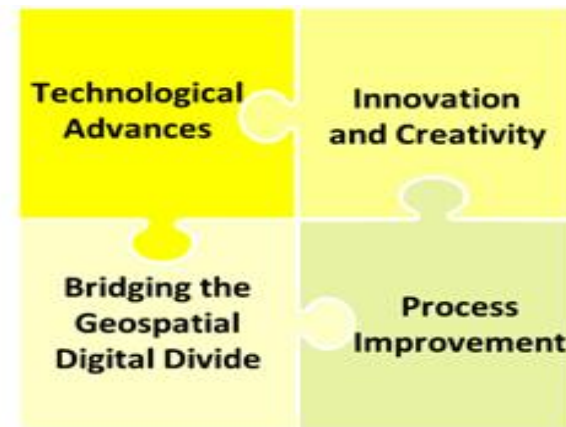 Technological
Advances
Innovation
and Creativity
Bridging the
Geospatial
Digital Divide
Process
Improvement